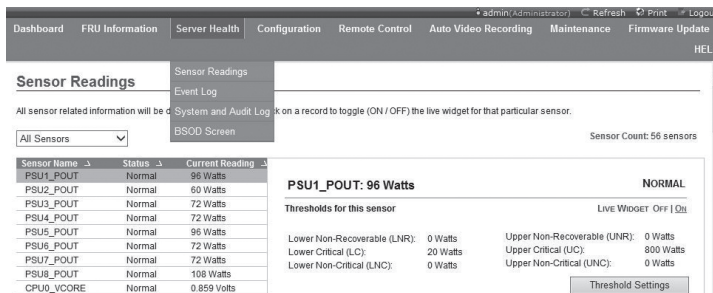 admin(Administrator) Refresh Print Logou
Dashboard FRU Information Server Health Configuration Remote Control Auto Video Recording Maintenance Firmware Update
HEL
Sensor Readings
Event Log
System and Audit Log
BSOD Screen
Sensor Readings
All sensor related information will be d k on a record to toggle (ON / OFF) the live widget for that particular sensor.
All Sensors
Sensor Count: 56 sensors
Sensor Name Status Current Reading
PSU1_POUT Normal 96 Watts
PSU2_POUT Normal 60 Watts
PSU3_POUT Normal 72 Watts
PSU4_POUT Normal 72 Watts
PSU5_POUT Normal 96 Watts
PSU6_POUT Normal 72 Watts
PSU7_POUT Normal 72 Watts
PSU8_POUT Normal 108 Watts
CPU0_VCORE Normal 0.859 Volts
PSU1_POUT: 96 Watts NORMAL
Thresholds for this sensor LIVE WIDGET OFF | ON
Lower Non-Recoverable (LNR): 0 Watts Upper Non-Recoverable (UNR): 0 Watts
Lower Critical (LC): 20 Watts Upper Critical (UC): 800 Watts
Lower Non-Critical (LNC): 0 Watts Upper Non-Critical (UNC): 0 Watts
Threshold Settings